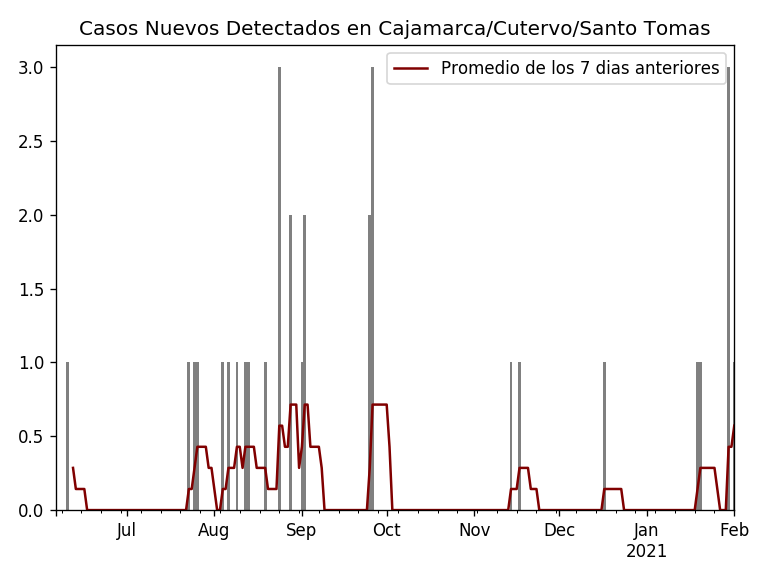 Casos Nuevos Detectados en Cajamarca/Cutervo/Santo Tomas
Promedio de los 7 dias anteriores
3.0
2.5
2.0
1.5
1.0
0.5
0.0
Jul Aug Sep Oct Nov Dec Jan Feb
2021